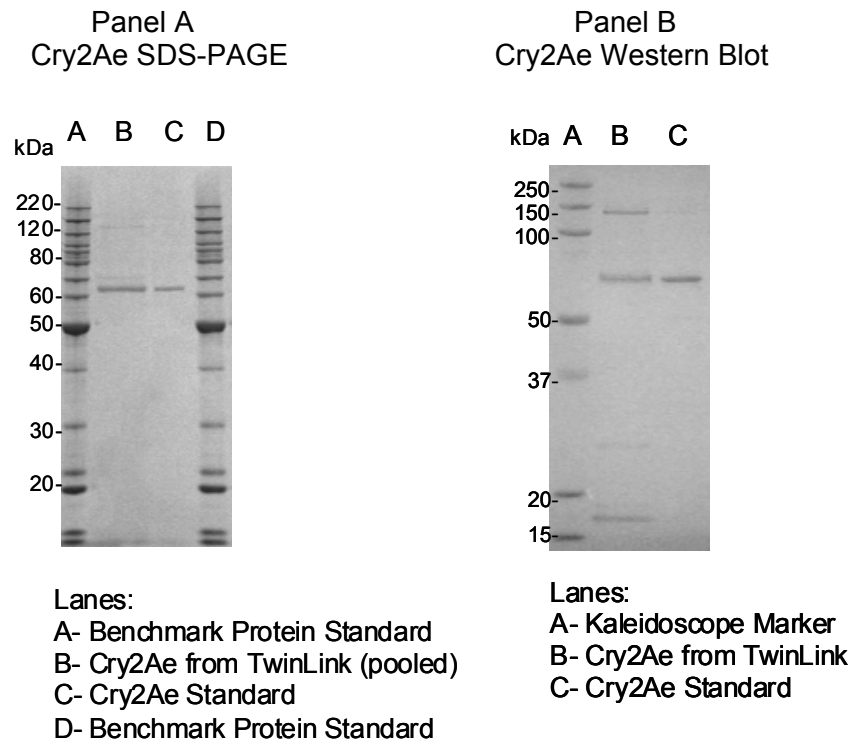 Panel A
Cry2Ae SDS-PAGE
kDa A B C D
220-
120-
80-
60-
50-
40-
30-
20-
Lanes:
A- Benchmark Protein Standard
B- Cry2Ae from TwinLink (pooled)
C- Cry2Ae Standard
D- Benchmark Protein Standard
Panel B
Cry2Ae Western Blot
kDa A B C
250-
150-
100-
50-
37-
20-
15-
Lanes:
A- Kaleidoscope Marker
B- Cry2Ae from TwinLink
C- Cry2Ae Standard